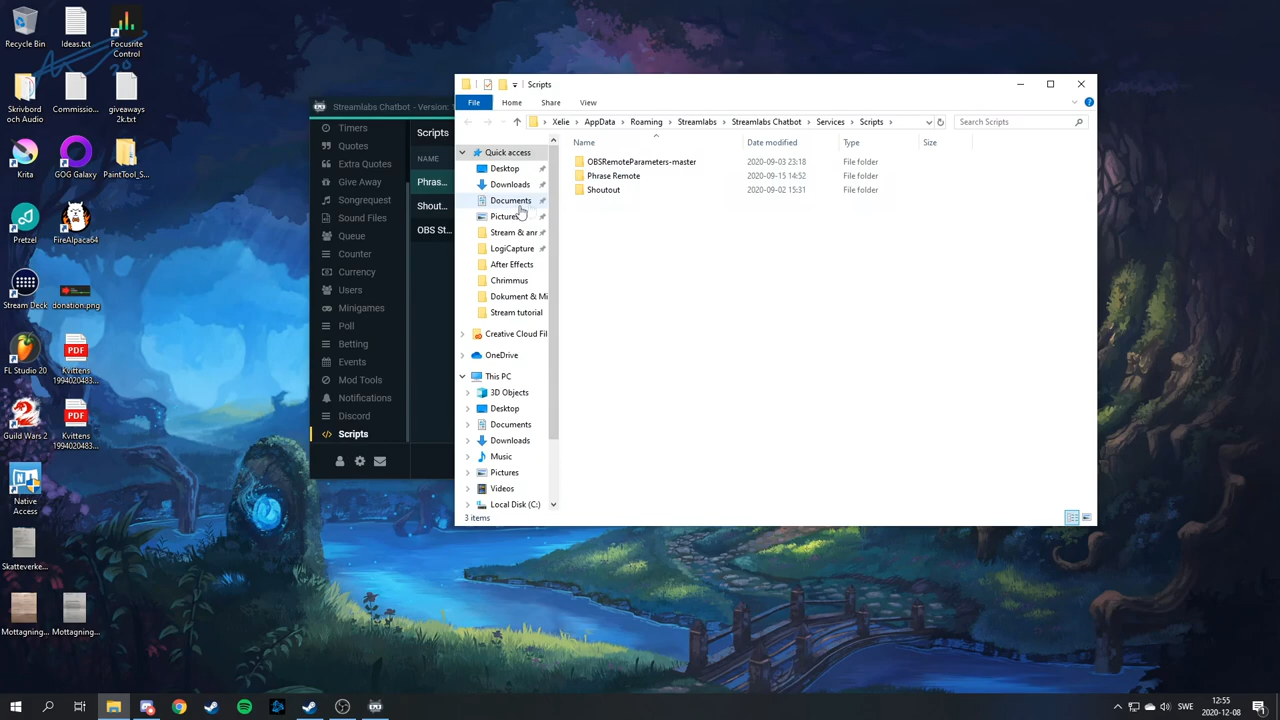 Recycle Bin
Ideas.txt
Focusrite Control
Skrivbord och Audio
Commissio...
giveaways 2k.txt
Krita
GOG Galaxy
PaintTool_S...
Pretzel
FireAlpaca64
Stream Deck
donation.png
FL Studio 20
Kvittens 1994020483...
Guild Wars 2
Kvittens 1994020483...
Native Access
Skatteverke...
Mottagning...
Mottagning...
Streamlabs Chatbot - Version:
Timers
Quotes
Extra Quotes
Give Away
Songrequest
Sound Files
Queue
Counter
Currency
Users
Minigames
Poll
Betting
Events
Mod Tools
Notifications
Discord
Scripts
Scripts
NAME
Phras...
Shout...
OBS St...
Scripts
File Home Share View
Xelie > AppData > Roaming > Streamlabs > Streamlabs Chatbot > Services > Scripts >
Search Scripts
Name Date modified Type Size
OBSRemoteParameters-master 2020-09-03 23:18 File folder
Phrase Remote 2020-09-15 14:52 File folder
Shoutout 2020-09-02 15:31 File folder
Quick access
Desktop
Downloads
Documents
Pictures
Stream & anr
LogiCapture
After Effects
Chrimmus
Dokument & Mi
Stream tutorial
Creative Cloud Fil
OneDrive
This PC
3D Objects
Desktop
Documents
Downloads
Music
Pictures
Videos
Local Disk (C:)
3 items
SWE
12:55
2020-12-08